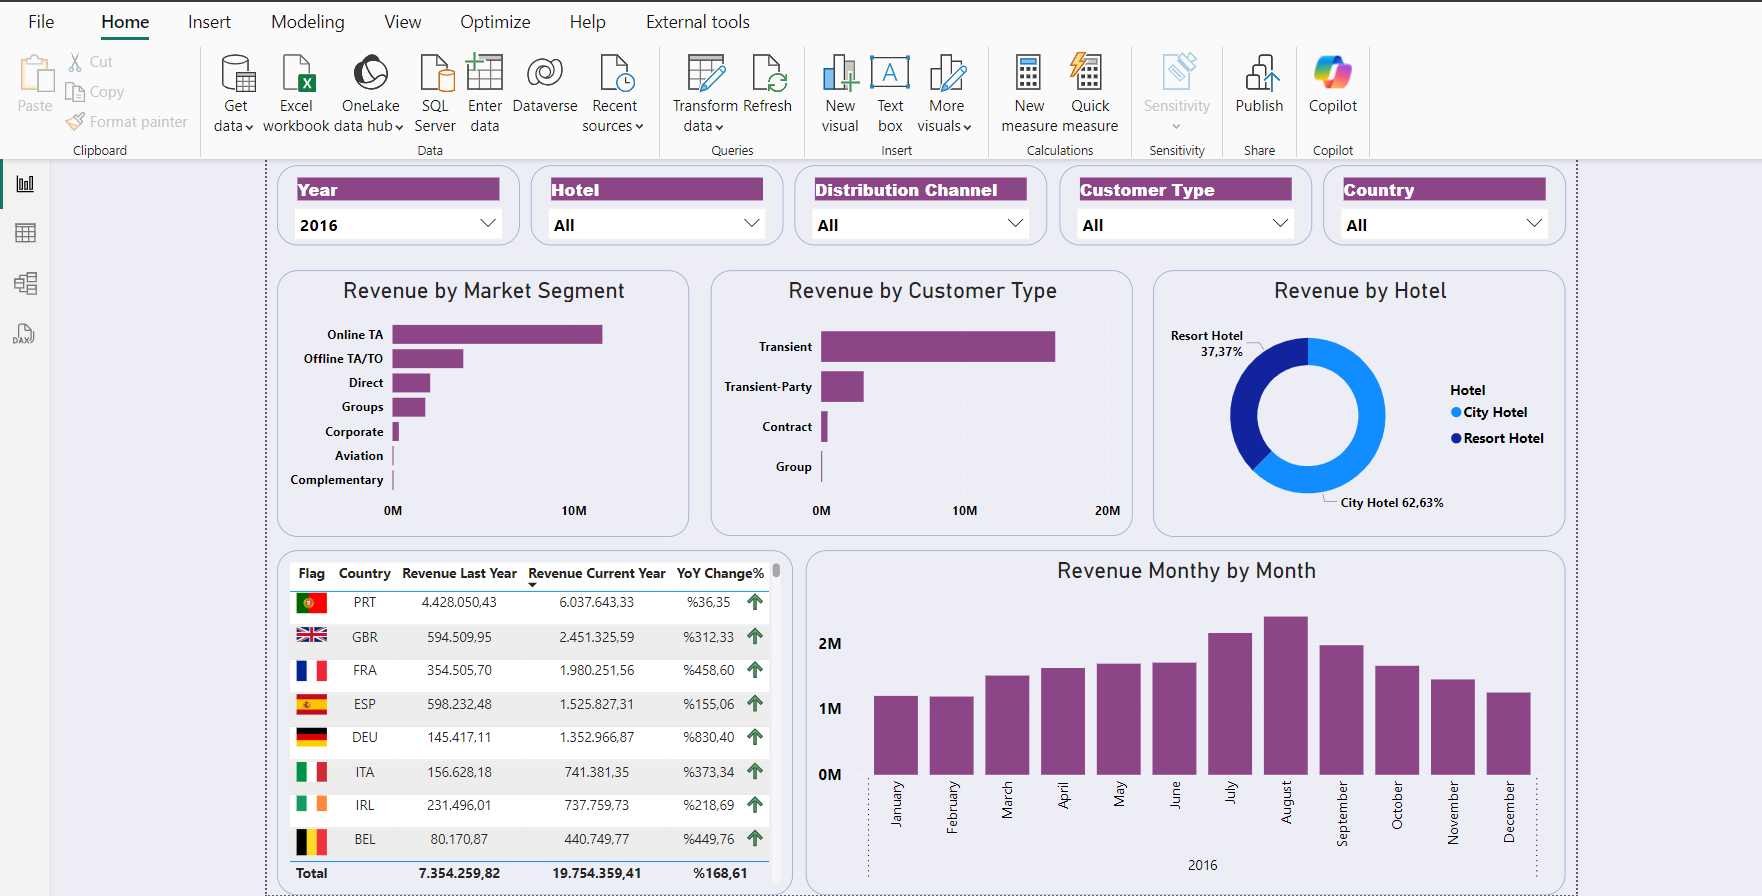 File Home Insert Modeling View Optimize Help External tools
Paste
Cut
Copy
Format painter
Clipboard
Get data
Excel workbook
OneLake data hub
SQL Server
Enter data
Dataverse
Recent sources
Data
Transform data
Refresh
Queries
New visual
A
Text box
More visuals
Insert
New measure
Quick measure
Calculations
Sensitivity
Sensitivity
Publish
Share
Copilot
Copilot
DAX
Year
2016
Hotel
All
Distribution Channel
All
Customer Type
All
Country
All
Revenue by Market Segment
Online TA
Offline TA/TO
Direct
Groups
Corporate
Aviation
Complementary
0M 10M
Revenue by Customer Type
Transient
Transient-Party
Contract
Group
0M 10M 20M
Revenue by Hotel
Resort Hotel
37,37%
City Hotel 62,63%
Hotel
City Hotel
Resort Hotel
Flag Country Revenue Last Year Revenue Current Year YoY Change%
PRT 4.428.050,43 6.037.643,33 %36,35
GBR 594.509,95 2.451.325,59 %312,33
FRA 354.505,70 1.980.251,56 %458,60
ESP 598.232,48 1.525.827,31 %155,06
DEU 145.417,11 1.352.966,87 %830,40
ITA 156.628,18 741.381,35 %373,34
IRL 231.496,01 737.759,73 %218,69
BEL 80.170,87 440.749,77 %449,76
Total 7.354.259,82 19.754.359,41 %168,61
Revenue Monthy by Month
2M
1M
0M
January February March April May June July August September October November December
2016